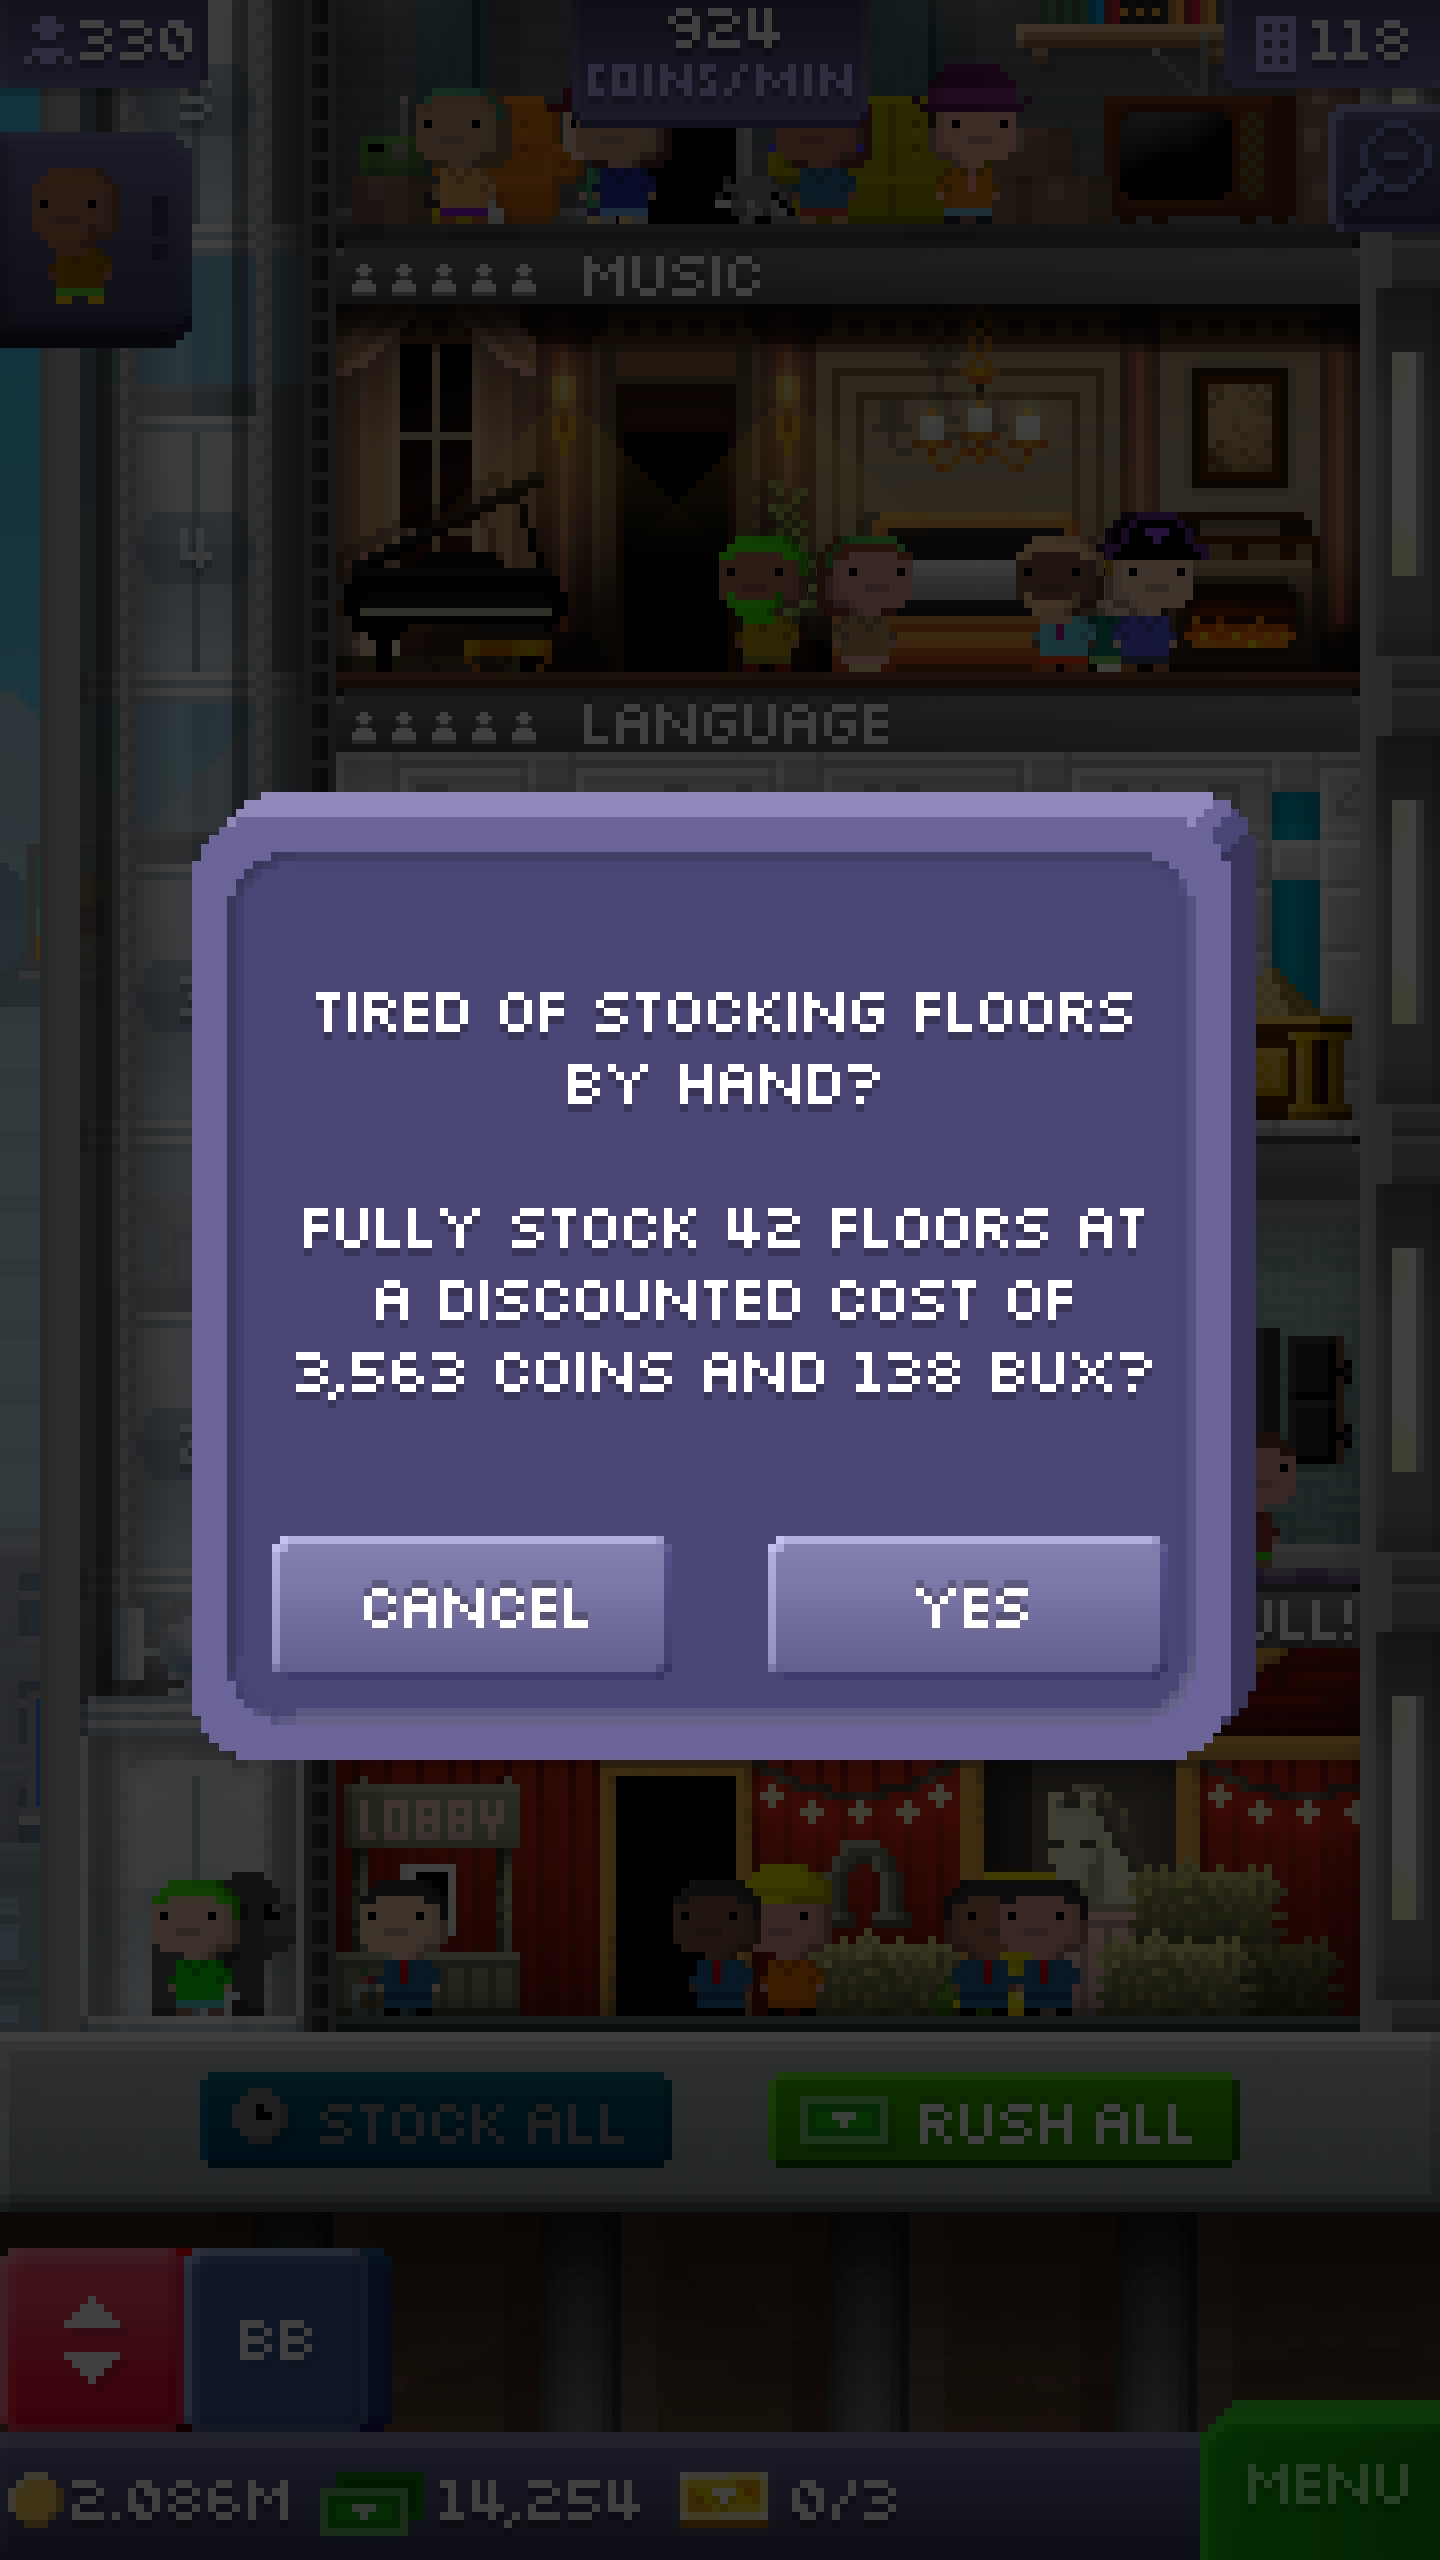 330
924
COINS/MIN
118
MUSIC
4
LANGUAGE
TIRED OF STOCKING FLOORS
BY HAND?
FULLY STOCK 42 FLOORS AT
A DISCOUNTED COST OF
3,563 COINS AND 138 BUX?
CANCEL
YES
LOBBY
STOCK ALL
RUSH ALL
BB
2.086M
14,254
0/3
MENU